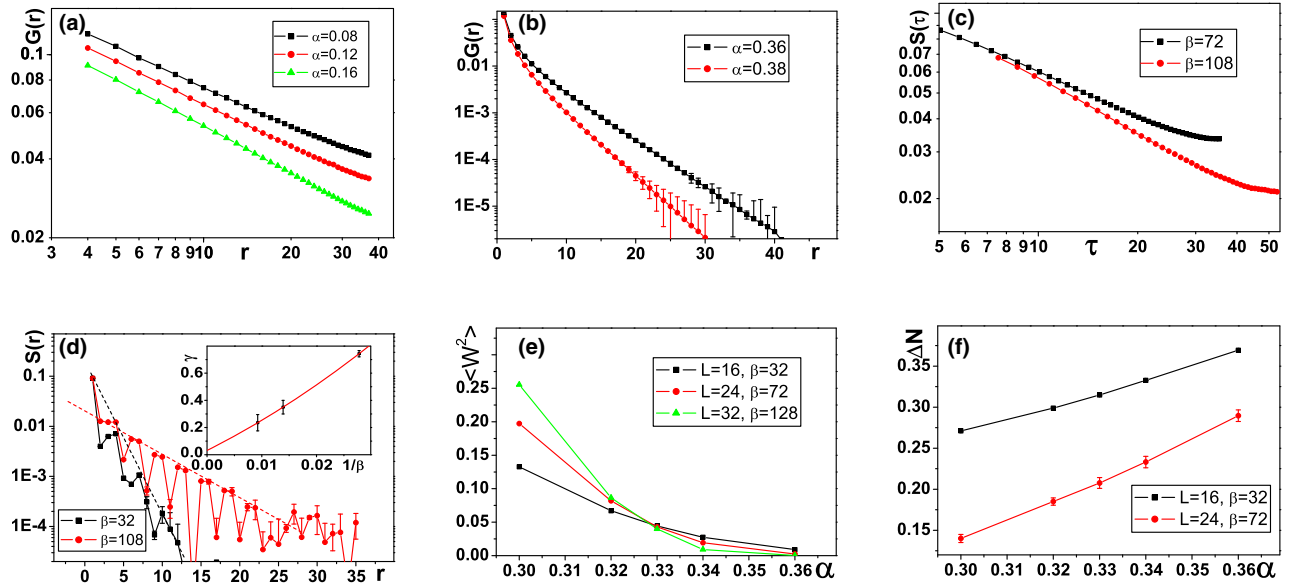 (a)
G(r)
0.1
0.08
0.06
0.04
0.02
α=0.08
α=0.12
α=0.16
3 4 5 6 7 8 9 10 r 20 30 40
(b)
G(r)
1E-3
1E-4
1E-5
α=0.36
α=0.38
0 10 20 30 r 40
(c)
S(τ)
0.07
0.06
0.05
0.04
0.03
0.02
β=72
β=108
5 6 7 8 9 10 τ 20 30 40 50
(d)
S(r)
0.1
0.01
1E-3
1E-4
β=32
β=108
0 5 10 15 20 25 30 35 r
γ
0.6
0.4
0.2
0.0
0.00 0.01 0.02 1/β
(e)
<W²>
0.25
0.20
0.15
0.10
0.05
0.00
L=16, β=32
L=24, β=72
L=32, β=128
0.30 0.31 0.32 0.33 0.34 0.35 0.36 α
(f)
ΔN
0.35
0.30
0.25
0.20
0.15
L=16, β=32
L=24, β=72
0.30 0.31 0.32 0.33 0.34 0.35 0.36 α